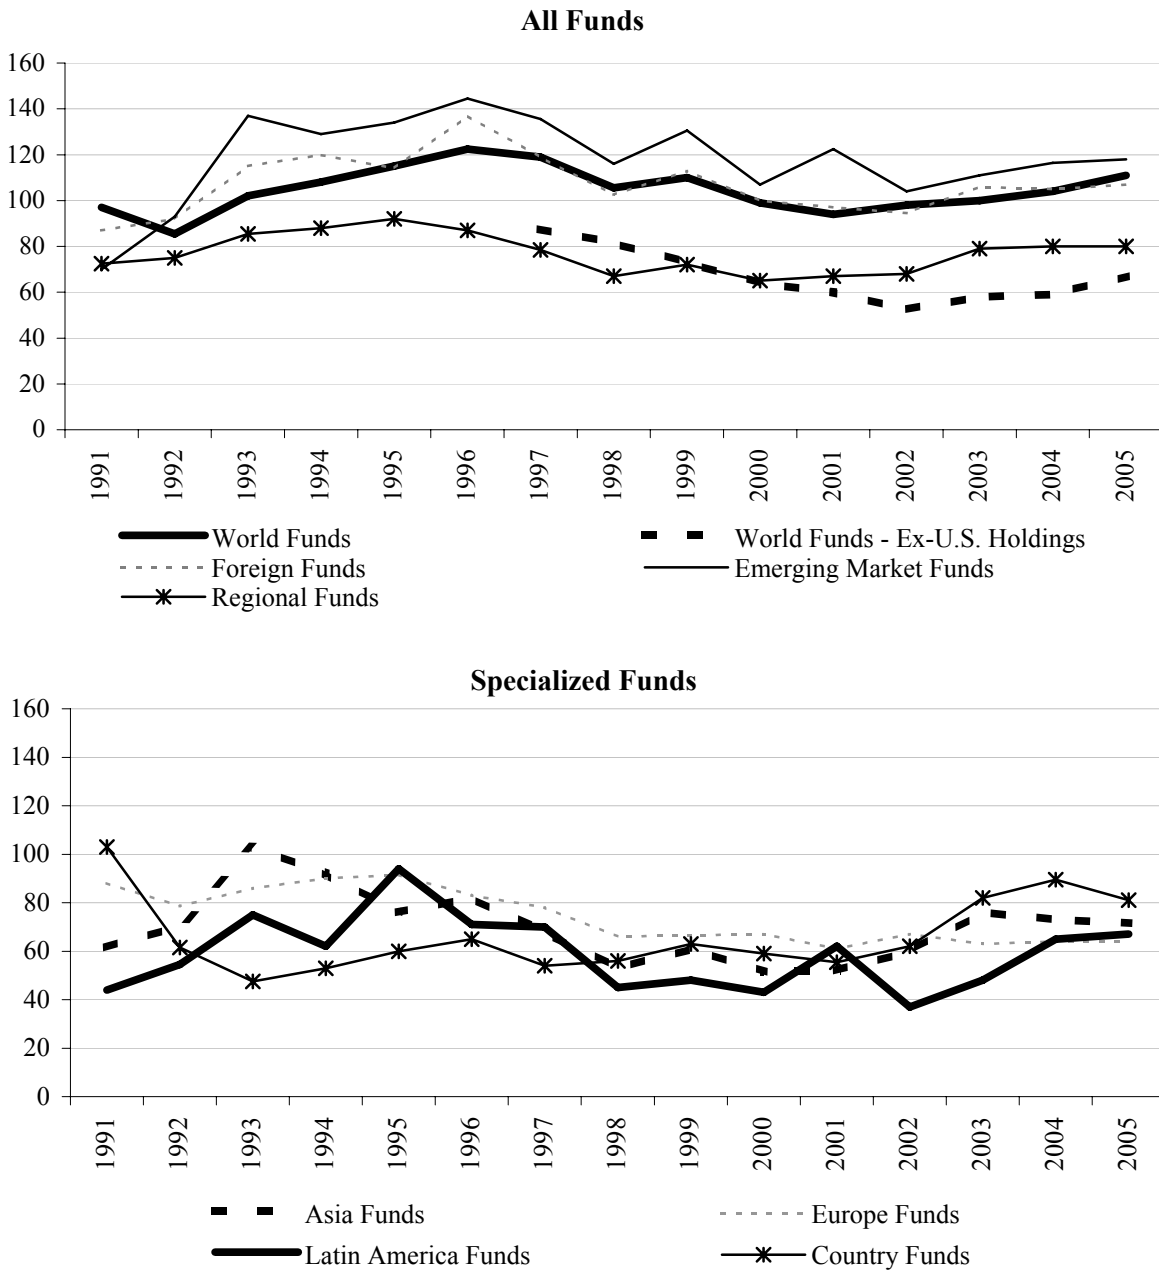 All Funds
160
140
120
100
80
60
40
20
0
1991 1992 1993 1994 1995 1996 1997 1998 1999 2000 2001 2002 2003 2004 2005
World Funds World Funds - Ex-U.S. Holdings
Foreign Funds Emerging Market Funds
Regional Funds
Specialized Funds
160
140
120
100
80
60
40
20
0
1991 1992 1993 1994 1995 1996 1997 1998 1999 2000 2001 2002 2003 2004 2005
Asia Funds Europe Funds
Latin America Funds Country Funds